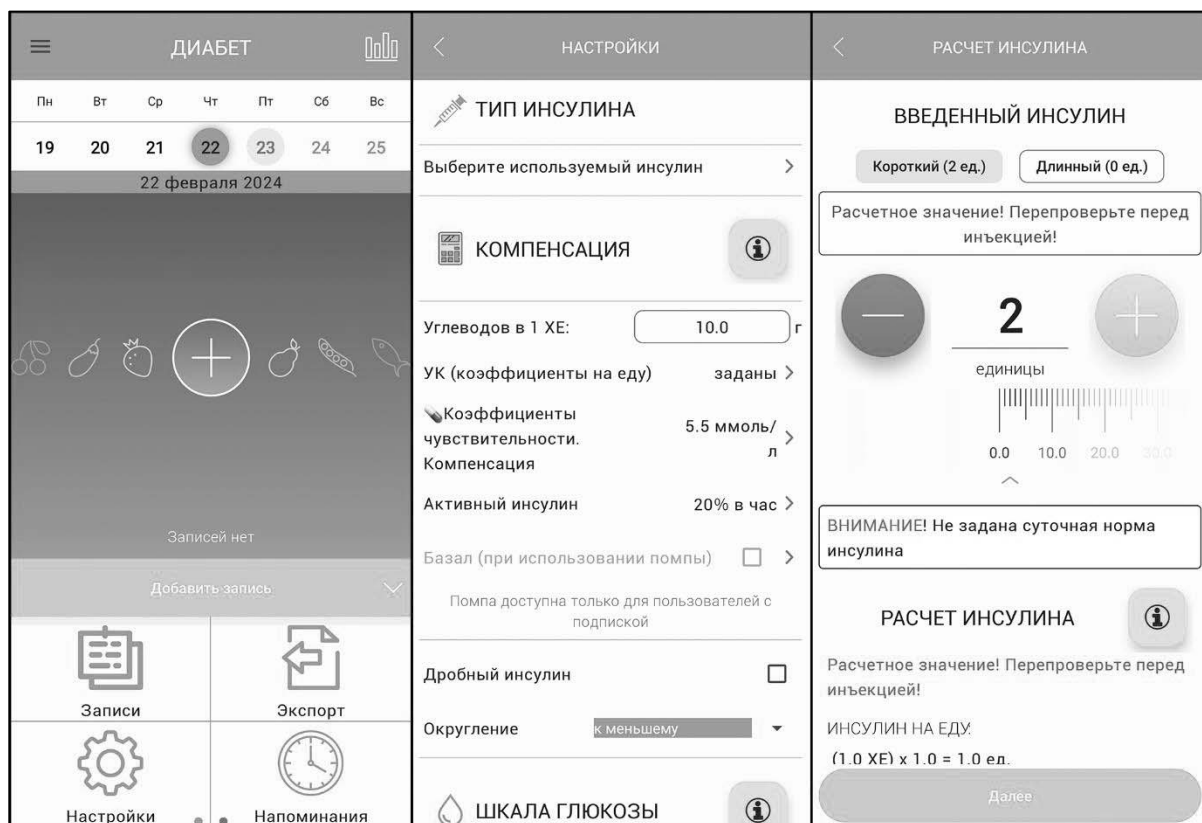 ДИАБЕТ
Пн Вт Ср Чт Пт Сб Вс
19 20 21 22 23 24 25
22 февраля 2024
Записей нет
Добавить запись
Записи
Экспорт
Настройки
Напоминания
НАСТРОЙКИ
ТИП ИНСУЛИНА
Выберите используемый инсулин
КОМПЕНСАЦИЯ
Углеводов в 1 ХЕ: 10.0 г
УК (коэффициенты на еду) заданы
Коэффициенты
чувствительности.
Компенсация
5.5 ммоль/
л
Активный инсулин 20% в час
Базал (при использовании помпы)
Помпа доступна только для пользователей с
подпиской
Дробный инсулин
Округление к меньшему
ШКАЛА ГЛЮКОЗЫ
РАСЧЕТ ИНСУЛИНА
ВВЕДЕННЫЙ ИНСУЛИН
Короткий (2 ед.) Длинный (0 ед.)
Расчетное значение! Перепроверьте перед
инъекцией!
2
единицы
0.0 10.0 20.0 30.0
ВНИМАНИЕ! Не задана суточная норма
инсулина
РАСЧЕТ ИНСУЛИНА
Расчетное значение! Перепроверьте перед
инъекцией!
ИНСУЛИН НА ЕДУ:
(1.0 ХЕ) x 1.0 = 1.0 ед.
Далее